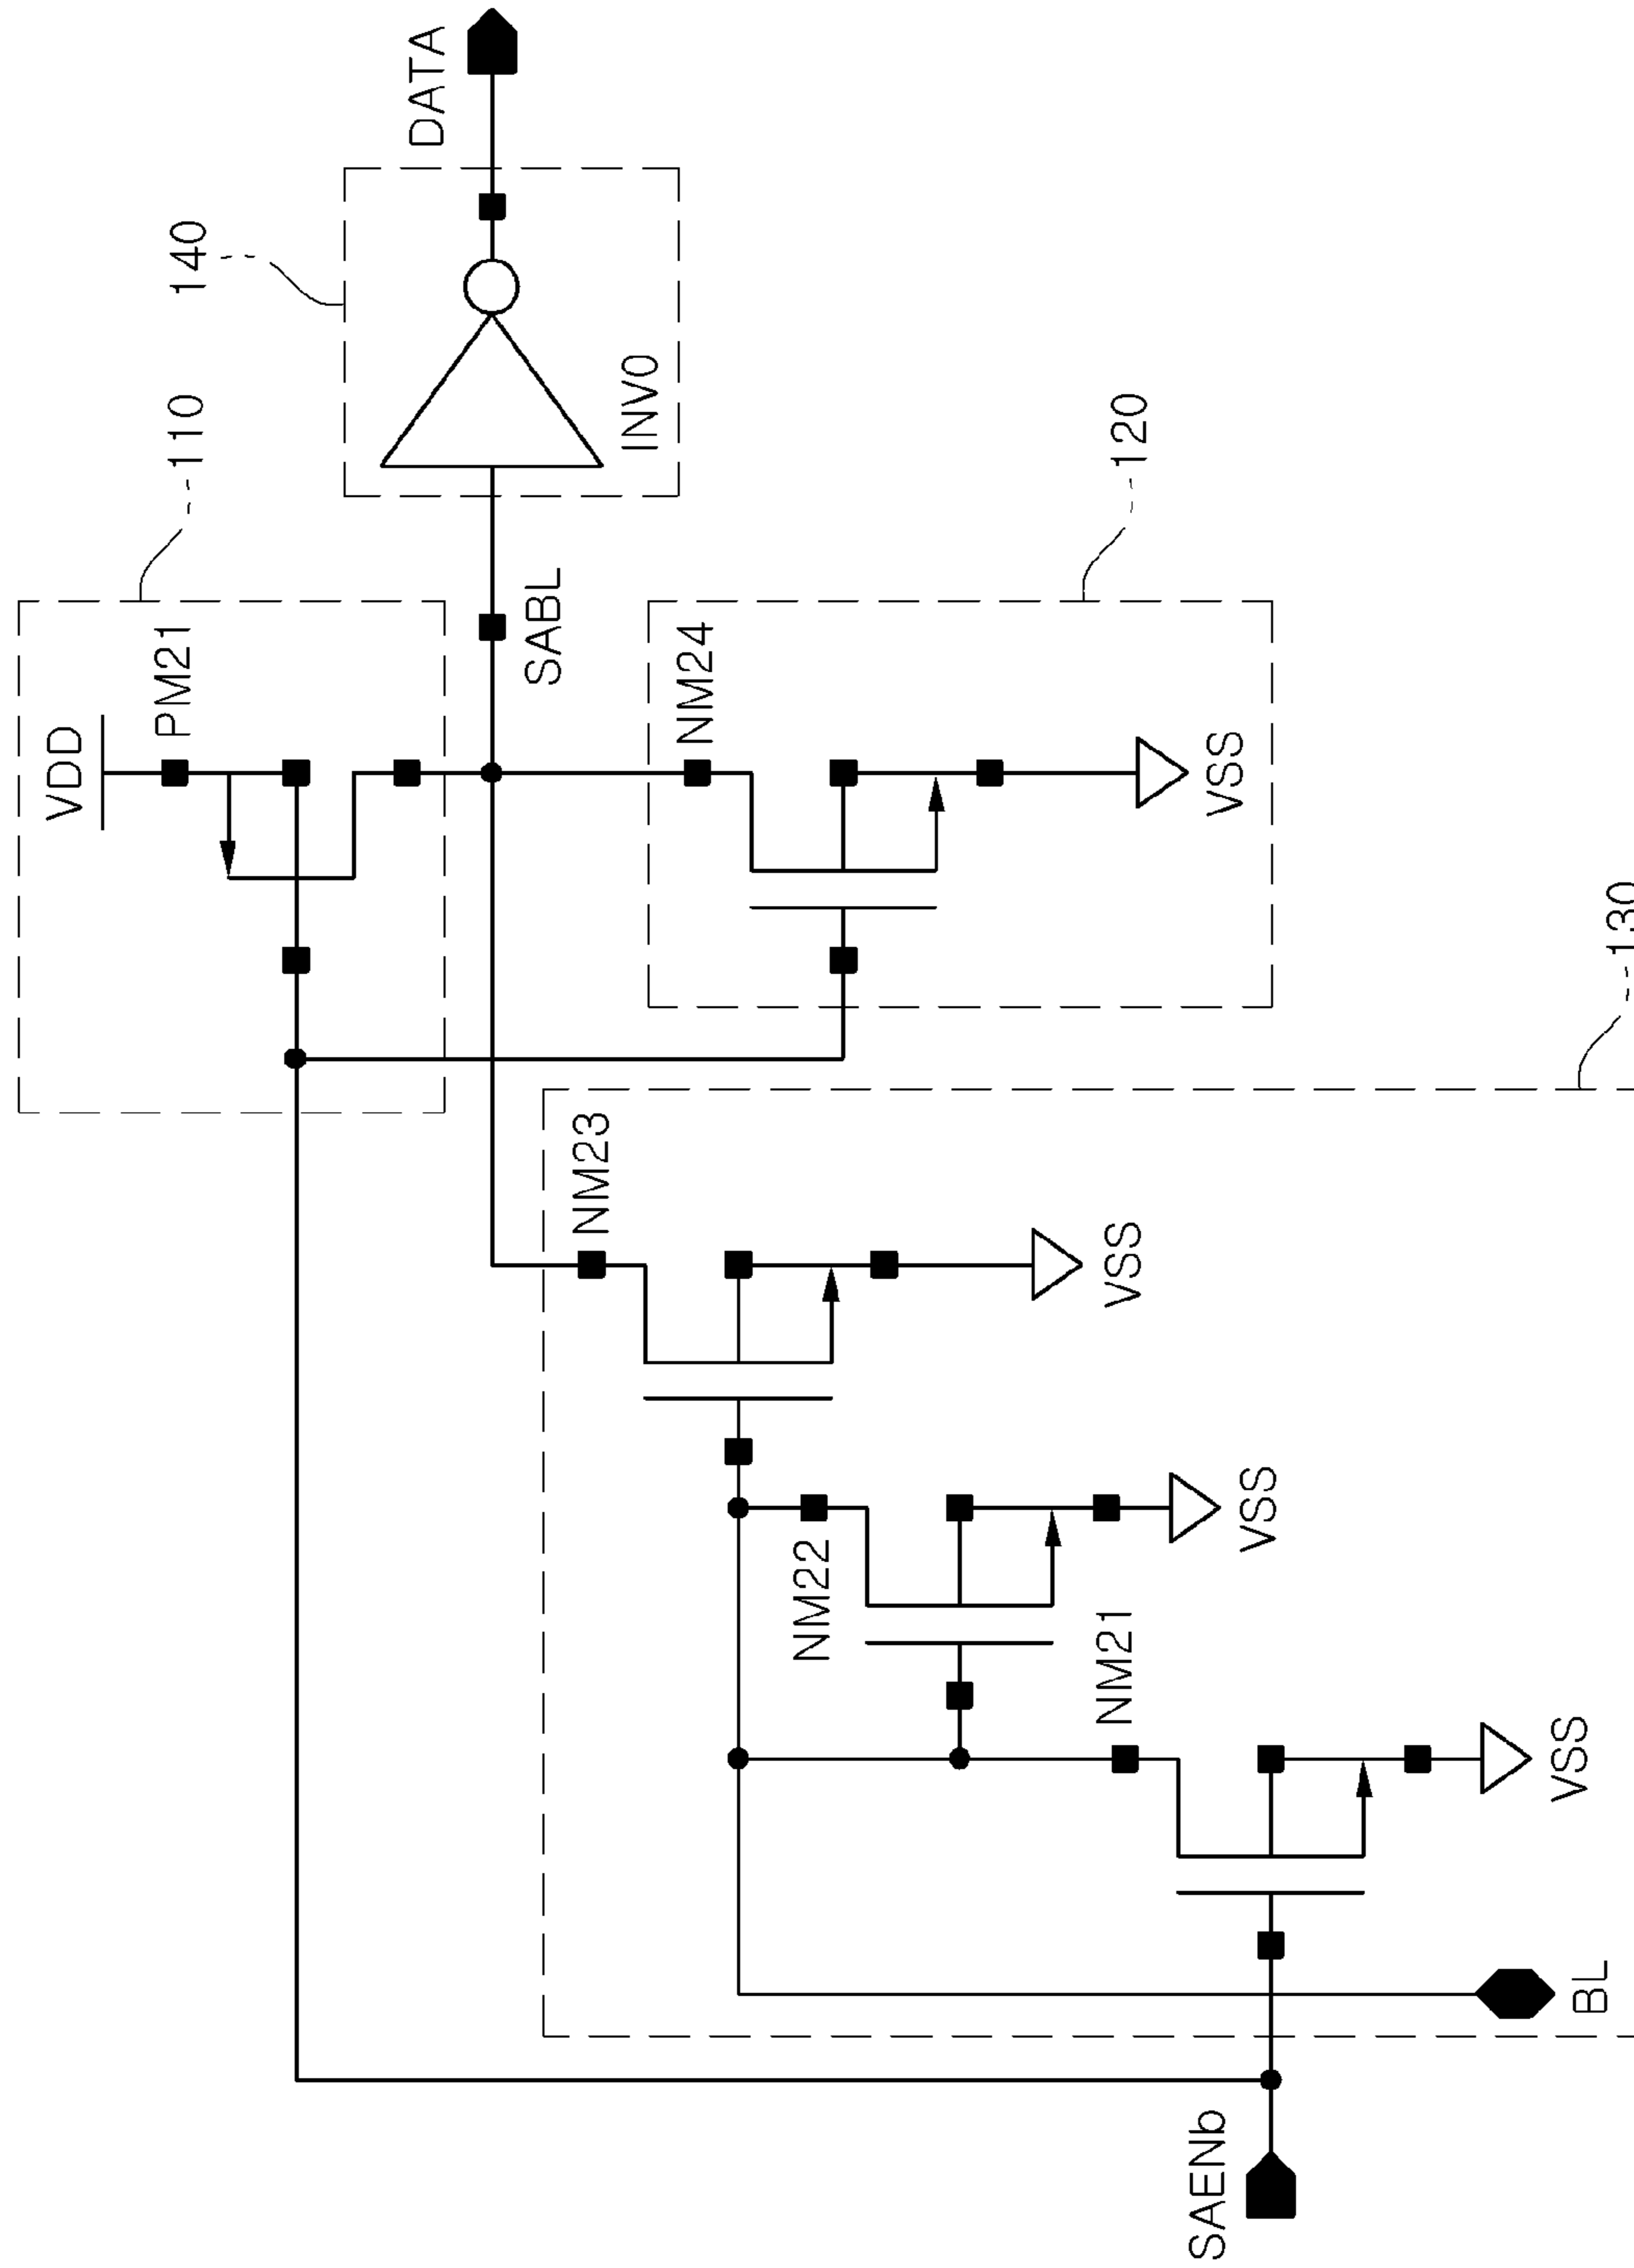 DATA
140
INV0
110
VDD
PM21
SABL
120
NM24
VSS
130
NM23
VSS
NM22
VSS
NM21
VSS
BL
SAENb